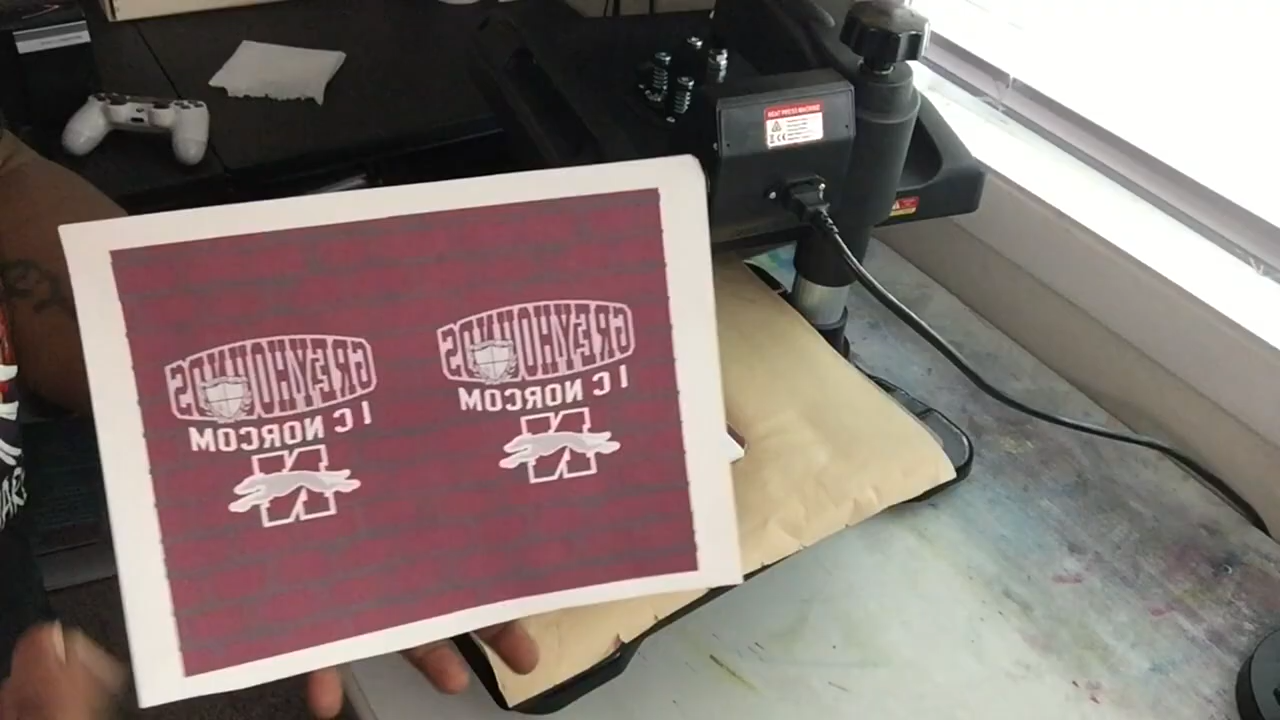 HEAT PRESS MACHINE
GREYHOUNDS
I C NORCOM
N
GREYHOUNDS
I C NORCOM
N